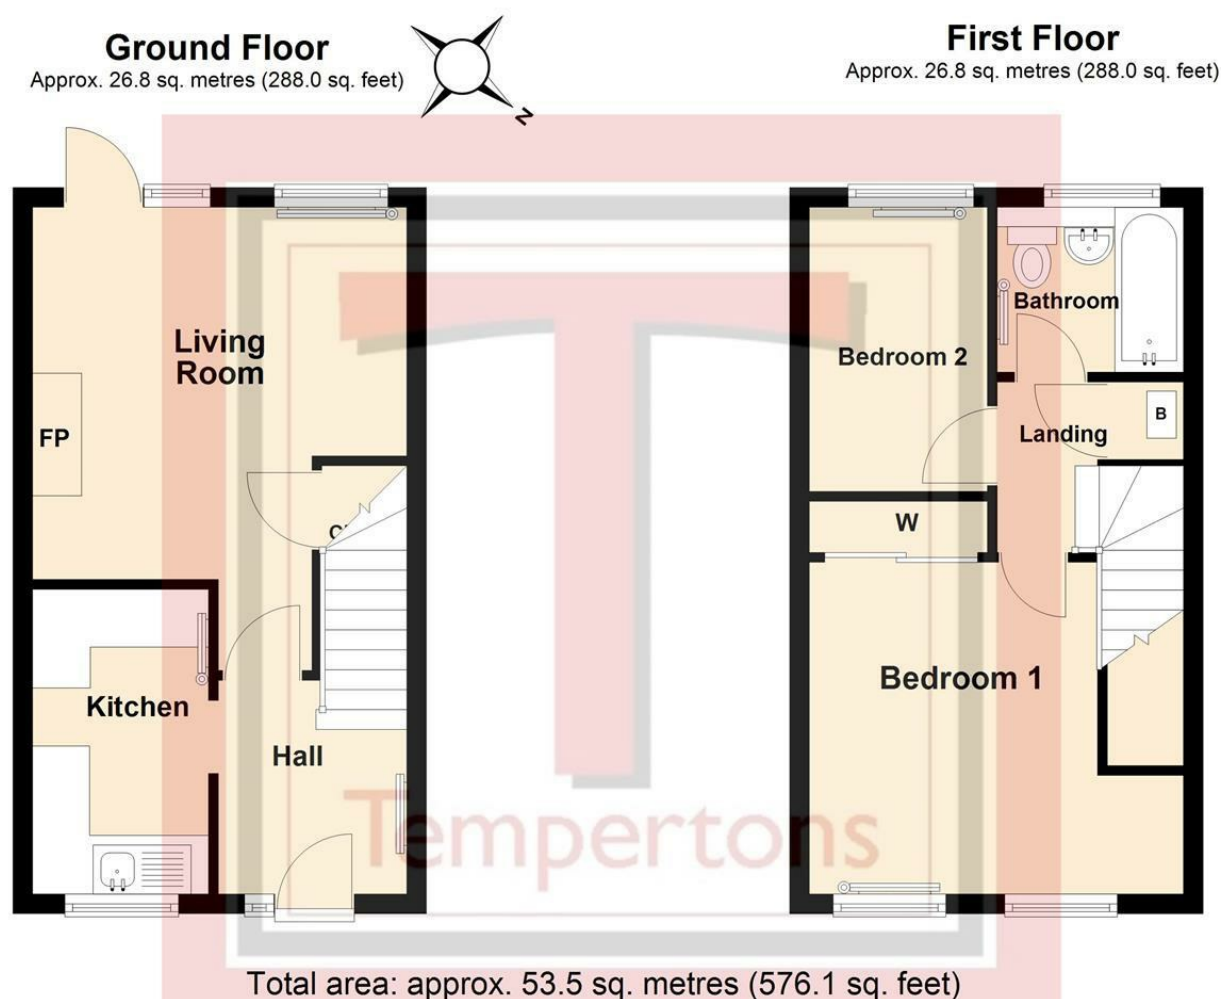 Ground Floor
Approx. 26.8 sq. metres (288.0 sq. feet)
N
First Floor
Approx. 26.8 sq. metres (288.0 sq. feet)
Living
Room
FP
Kitchen
Hall
Bedroom 2
Bathroom
Landing
B
W
Bedroom 1
T
Tempertons
Total area: approx. 53.5 sq. metres (576.1 sq. feet)